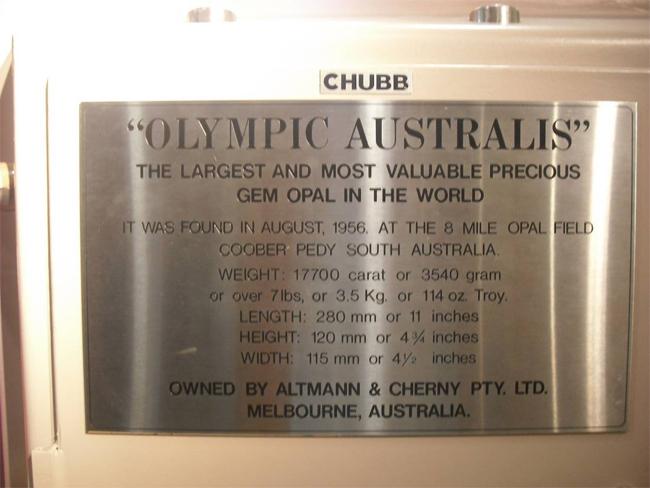 CHUBB
"OLYMPIC AUSTRALIS"
THE LARGEST AND MOST VALUABLE PRECIOUS
GEM OPAL IN THE WORLD
IT WAS FOUND IN AUGUST, 1956. AT THE 8 MILE OPAL FIELD
COOBER PEDY SOUTH AUSTRALIA.
WEIGHT: 17700 carat or 3540 gram
or over 7lbs, or 3.5 Kg. or 114 oz. Troy.
LENGTH: 280 mm or 11 inches
HEIGHT: 120 mm or 4¾ inches
WIDTH: 115 mm or 4½ inches
OWNED BY ALTMANN & CHERNY PTY. LTD.
MELBOURNE, AUSTRALIA.